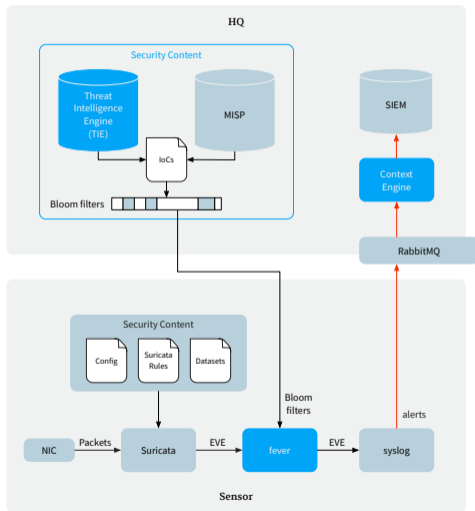 HQ
Security Content
Threat
Intelligence
Engine
(TIE)
MISP
SIEM
IoCs
Context
Engine
Bloom filters
RabbitMQ
Security Content
Config
Suricata
Rules
Datasets
Bloom
filters
alerts
NIC
Packets
Suricata
EVE
fever
EVE
syslog
Sensor